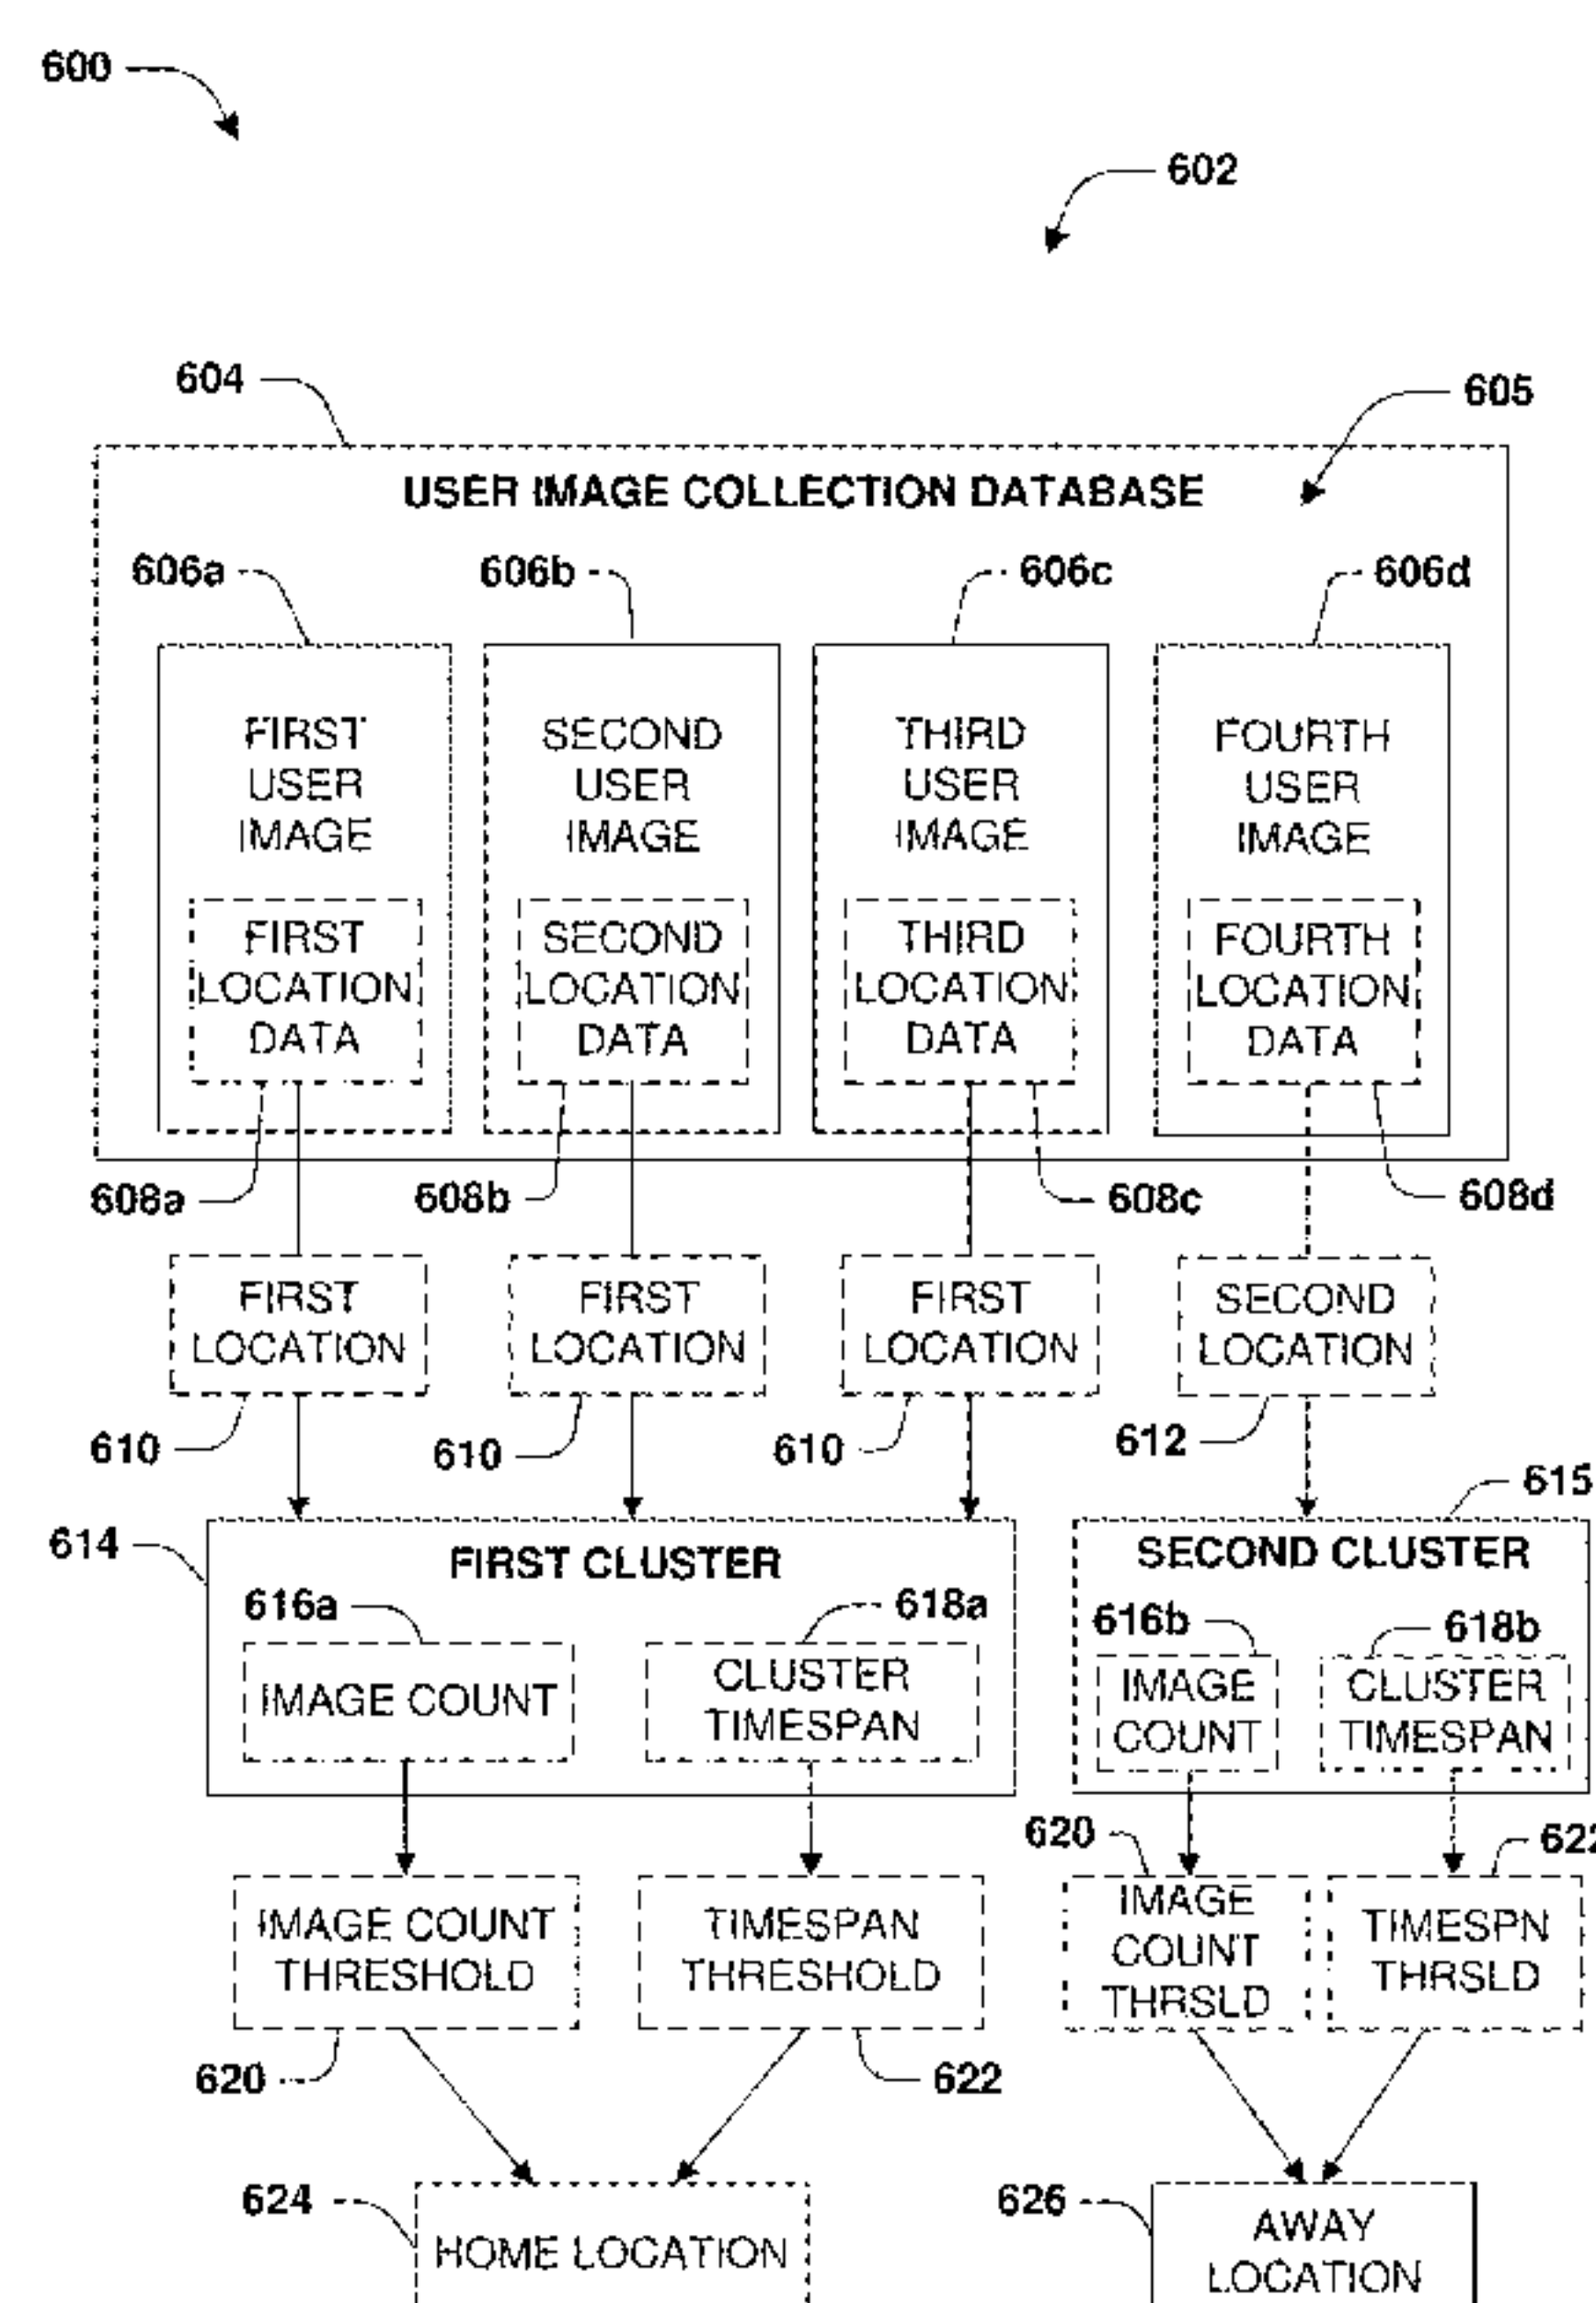 600
602
604
605
USER IMAGE COLLECTION DATABASE
606a
606b
606c
606d
FIRST
USER
IMAGE
SECOND
USER
IMAGE
THIRD
USER
IMAGE
FOURTH
USER
IMAGE
FIRST
LOCATION
DATA
SECOND
LOCATION
DATA
THIRD
LOCATION
DATA
FOURTH
LOCATION
DATA
608a
608b
608c
608d
FIRST
LOCATION
FIRST
LOCATION
FIRST
LOCATION
SECOND
LOCATION
610
610
610
612
614
615
FIRST CLUSTER
616a
618a
IMAGE COUNT
CLUSTER
TIMESPAN
SECOND CLUSTER
616b
618b
IMAGE
COUNT
CLUSTER
TIMESPAN
620
622
IMAGE COUNT
THRESHOLD
TIMESPAN
THRESHOLD
IMAGE
COUNT
THRSLD
TIMESPN
THRSLD
620
622
624
HOME LOCATION
626
AWAY
LOCATION